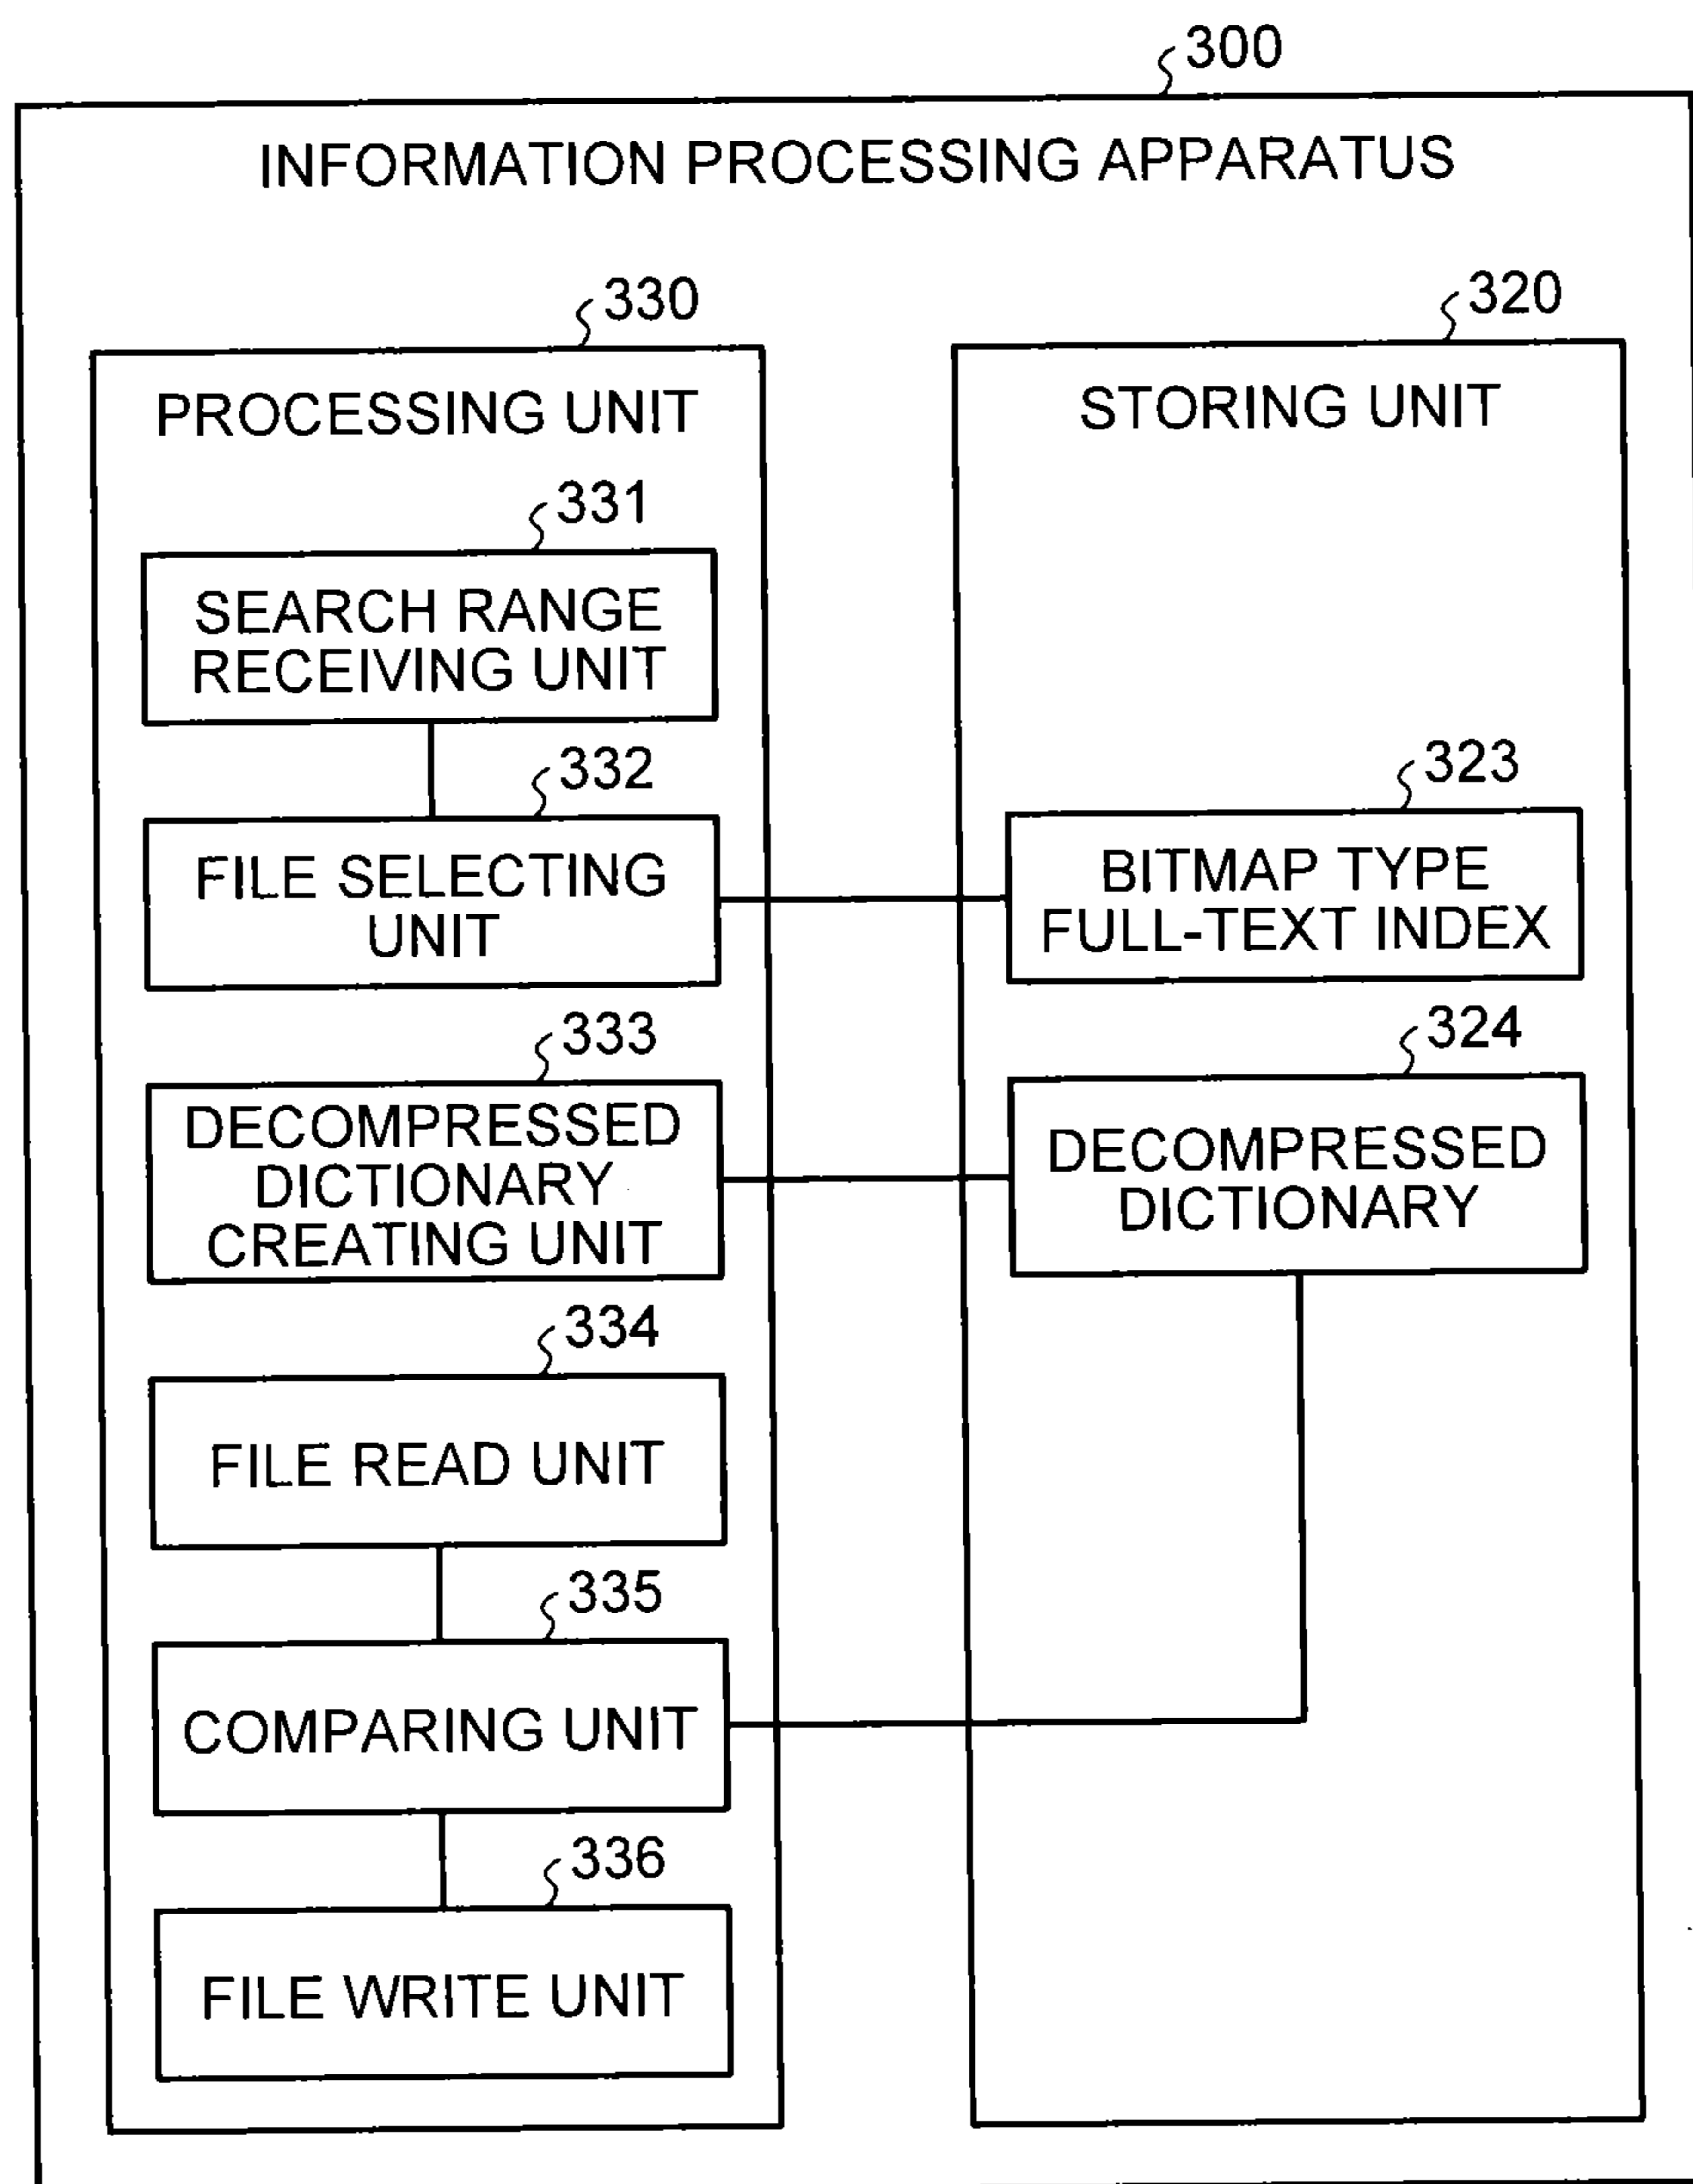 300
INFORMATION PROCESSING APPARATUS
330
PROCESSING UNIT
331
SEARCH RANGE
RECEIVING UNIT
332
FILE SELECTING
UNIT
333
DECOMPRESSED
DICTIONARY
CREATING UNIT
334
FILE READ UNIT
335
COMPARING UNIT
336
FILE WRITE UNIT
320
STORING UNIT
323
BITMAP TYPE
FULL-TEXT INDEX
324
DECOMPRESSED
DICTIONARY